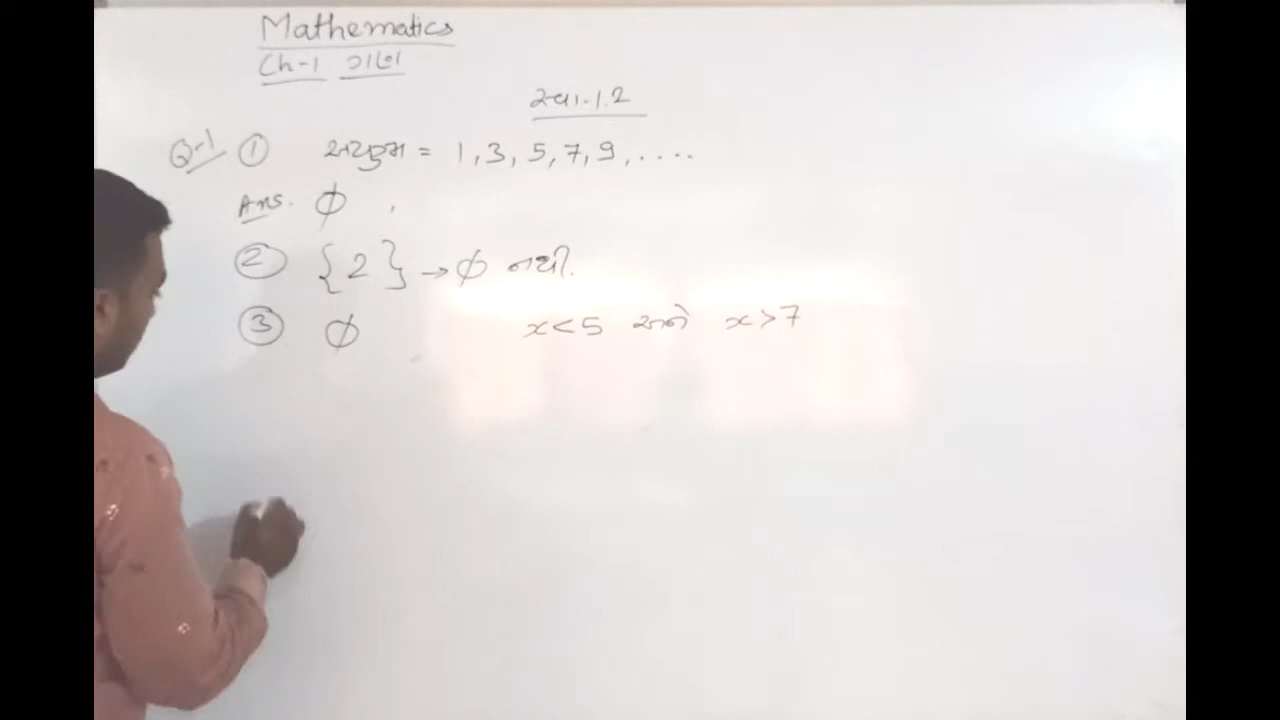 Mathematics
Ch-1 ગણ
સ્વા. 1.2
Q-1 ① અયુગ્મ = 1, 3, 5, 7, 9, ....
Ans. ϕ
② {2} → ϕ નથી.
③ ϕ x < 5 અને x > 7